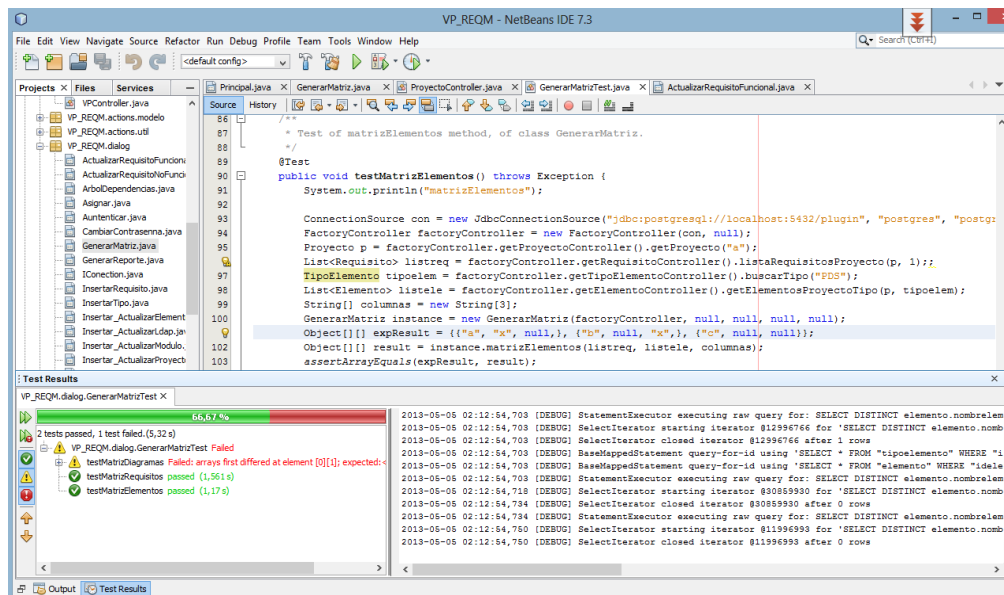 VP_REQM - NetBeans IDE 7.3
File Edit View Navigate Source Refactor Run Debug Profile Team Tools Window Help
Search (Ctrl+I)
<default config>
Projects Files Services
Principal.java GenerarMatriz.java ProyectoController.java GenerarMatrizTest.java ActualizarRequisitoFuncional.java
Source History
VPController.java
VP_REQM.actions.modelo
VP_REQM.actions.util
VP_REQM.dialog
ActualizarRequisitoFunciona
ActualizarRequisitoNoFunci
ArbolDependencias.java
Asignar.java
Auntenticar.java
CambiarContrasenna.java
GenerarMatriz.java
GenerarReporte.java
IConection.java
InsertarRequisito.java
InsertarTipo.java
Insertar_ActualizarElement
Insertar_ActualizarLdap.jav
Insertar_ActualizarModulo.
Insertar_ActualizarProyect
86 /**
87 * Test of matrizElementos method, of class GenerarMatriz.
88 */
89 @Test
90 public void testMatrizElementos() throws Exception {
91 System.out.println("matrizElementos");
92
93 ConnectionSource con = new JdbcConnectionSource("jdbc:postgresql://localhost:5432/plugin", "postgres", "postgr
94 FactoryController factoryController = new FactoryController(con, null);
95 Proyecto p = factoryController.getProyectoController().getProyecto("a");
List<Requisito> listreq = factoryController.getRequisitoController().listaRequisitosProyecto(p, 1);;
97 TipoElemento tipoelem = factoryController.getTipoElementoController().buscarTipo("PDS");
98 List<Elemento> listele = factoryController.getElementoController().getElementosProyectoTipo(p, tipoelem);
99 String[] columnas = new String[3];
100 GenerarMatriz instance = new GenerarMatriz(factoryController, null, null, null, null);
Object[][] expResult = {{"a", "x", null,}, {"b", null, "x",}, {"c", null, null}};
102 Object[][] result = instance.matrizElementos(listreq, listele, columnas);
103 assertArrayEquals(expResult, result);
Test Results
VP_REQM.dialog.GenerarMatrizTest
66,67 %
2 tests passed, 1 test failed.(5,32 s)
VP_REQM.dialog.GenerarMatrizTest Failed
testMatrizDiagramas Failed: arrays first differed at element [0][1]; expected:<
testMatrizRequisitos passed (1,561 s)
testMatrizElementos passed (1,17 s)
2013-05-05 02:12:54,703 [DEBUG] StatementExecutor executing raw query for: SELECT DISTINCT elemento.nombrelem
2013-05-05 02:12:54,703 [DEBUG] SelectIterator starting iterator @12996766 for 'SELECT DISTINCT elemento.nomb
2013-05-05 02:12:54,703 [DEBUG] SelectIterator closed iterator @12996766 after 1 rows
2013-05-05 02:12:54,703 [DEBUG] BaseMappedStatement query-for-id using 'SELECT * FROM "tipoelemento" WHERE "i
2013-05-05 02:12:54,703 [DEBUG] BaseMappedStatement query-for-id using 'SELECT * FROM "elemento" WHERE "idele
2013-05-05 02:12:54,703 [DEBUG] StatementExecutor executing raw query for: SELECT DISTINCT elemento.nombrelem
2013-05-05 02:12:54,718 [DEBUG] SelectIterator starting iterator @30859930 for 'SELECT DISTINCT elemento.nomb
2013-05-05 02:12:54,734 [DEBUG] SelectIterator closed iterator @30859930 after 0 rows
2013-05-05 02:12:54,734 [DEBUG] StatementExecutor executing raw query for: SELECT DISTINCT elemento.nombrelem
2013-05-05 02:12:54,750 [DEBUG] SelectIterator starting iterator @11996993 for 'SELECT DISTINCT elemento.nomb
2013-05-05 02:12:54,750 [DEBUG] SelectIterator closed iterator @11996993 after 0 rows
Output Test Results